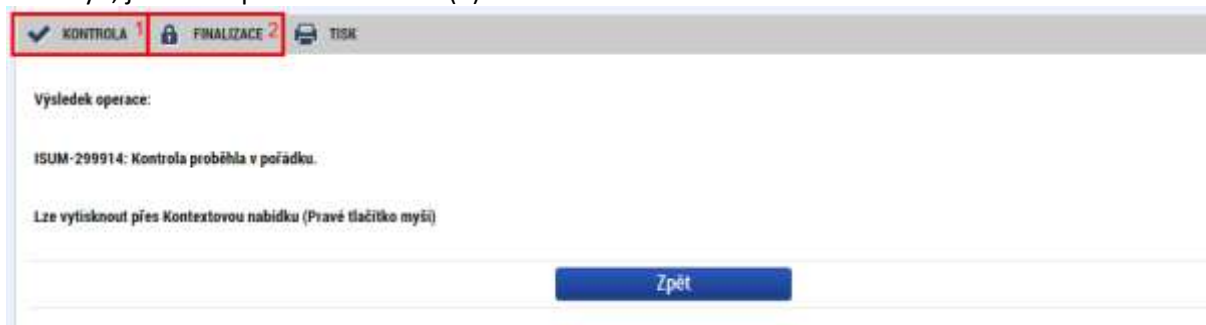 KONTROLA 1 FINALIZACE 2 TISK
Výsledek operace:
ISUM-299914: Kontrola proběhla v pořádku.
Lze vytisknout přes Kontextovou nabídku (Pravé tlačítko myši)
Zpět